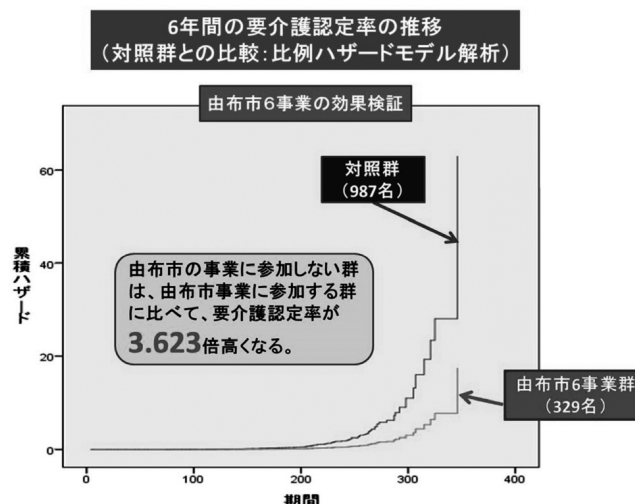 6年間の要介護認定率の推移
(対照群との比較:比例ハザードモデル解析)
由布市6事業の効果検証
対照群
(987名)
由布市の事業に参加しない群
は、由布市事業に参加する群
に比べて、要介護認定率が
3.623倍高くなる。
由布市6事業群
(329名)
累積ハザード
60
40
20
0
0 100 200 300 400
期間